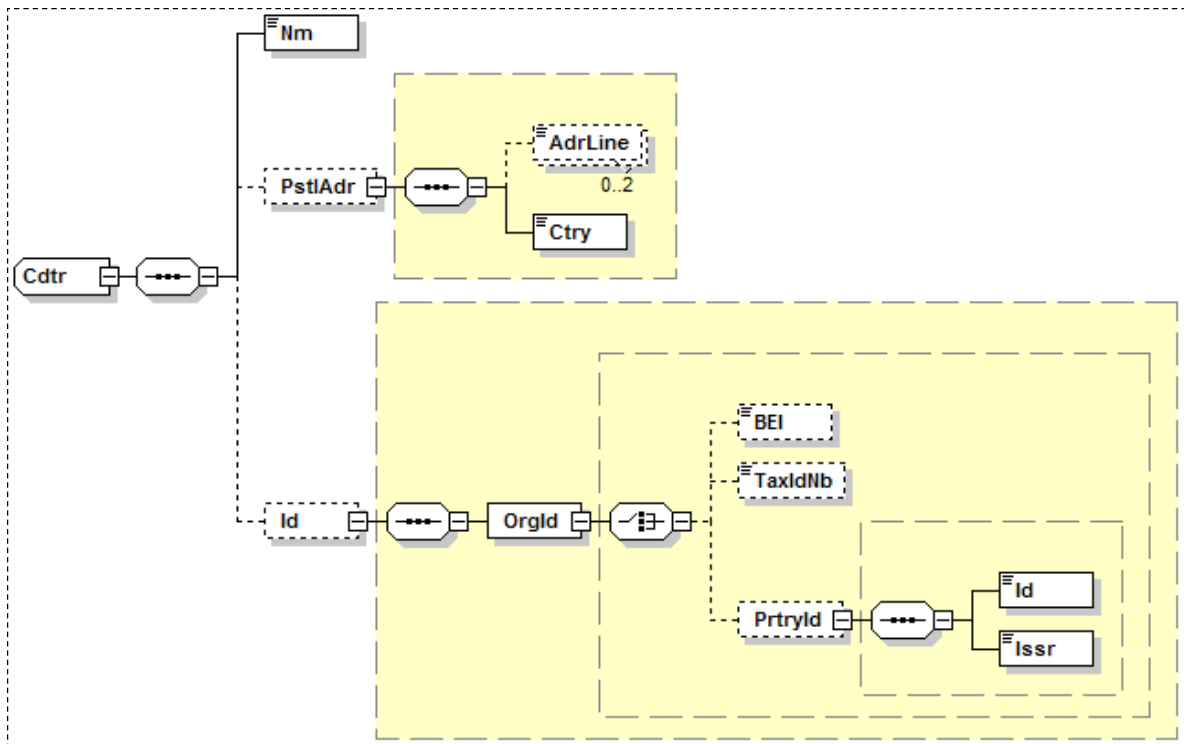 Nm
AdrLine
0..2
PstlAdr
Ctry
Cdtr
BEI
TaxIdNb
Id
OrgId
Id
PrtryId
Issr